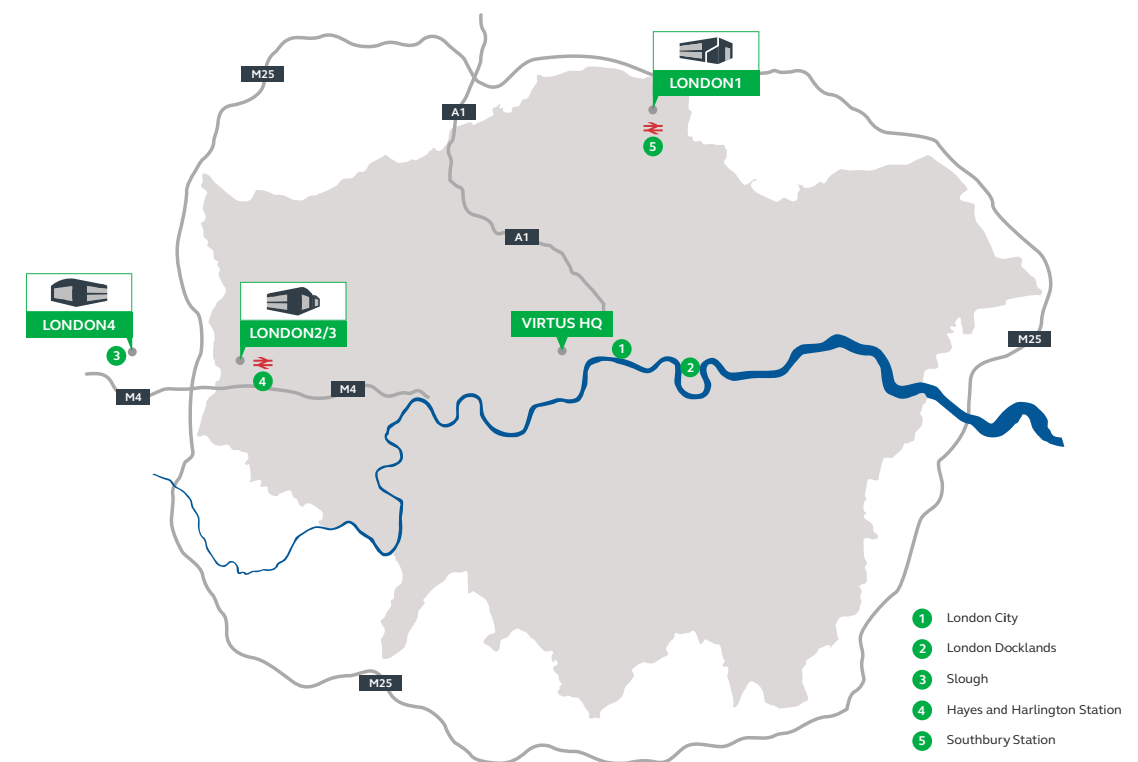 LONDON1
M25
A1
5
A1
LONDON4
LONDON2/3
VIRTUS HQ
M25
3
1
2
4
M4
M4
M25
1 London City
2 London Docklands
3 Slough
4 Hayes and Harlington Station
5 Southbury Station